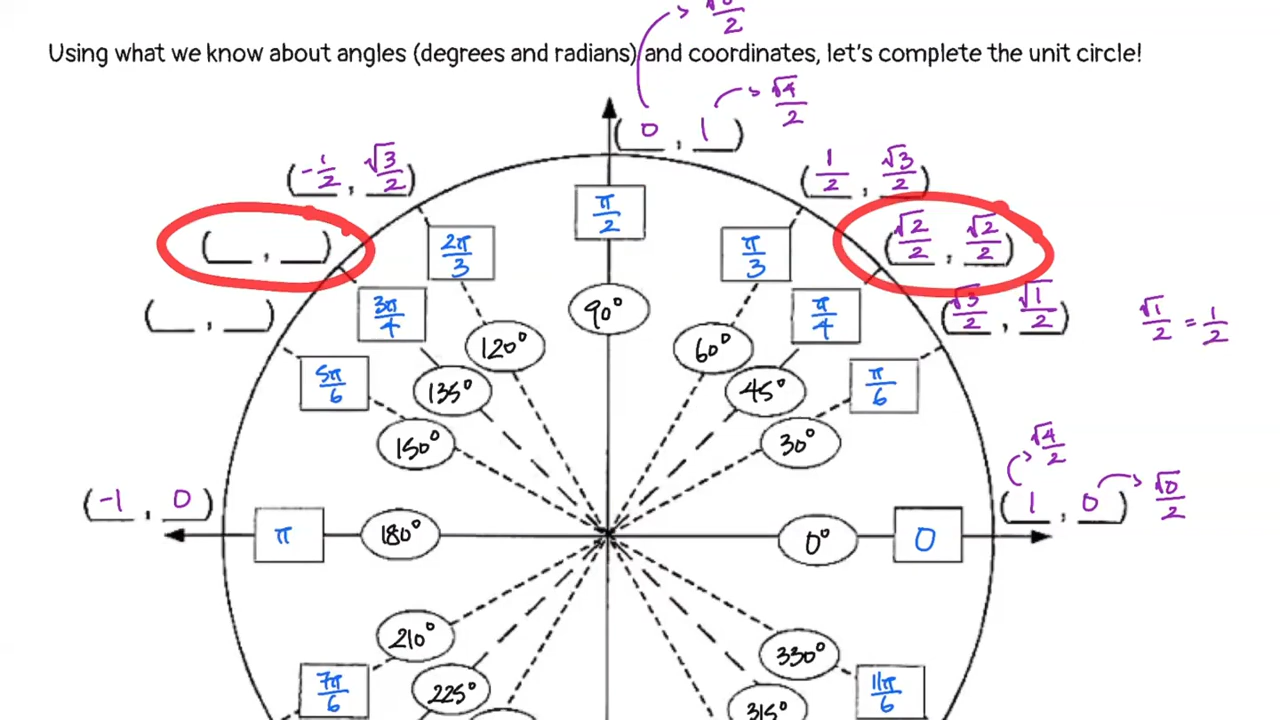 √0/2
Using what we know about angles (degrees and radians) and coordinates, let's complete the unit circle!
√4/2
(0, 1)
(-1/2, √3/2)
(1/2, √3/2)
π/2
(__, __)
2π/3
π/3
(√2/2, √2/2)
(__, __)
3π/4
90°
π/4
(√3/2, √1/2)
√1/2 = 1/2
120°
60°
5π/6
135°
45°
π/6
150°
30°
√4/2
(-1, 0)
(1, 0)
√0/2
π
180°
0°
0
210°
330°
7π/6
225°
315°
11π/6